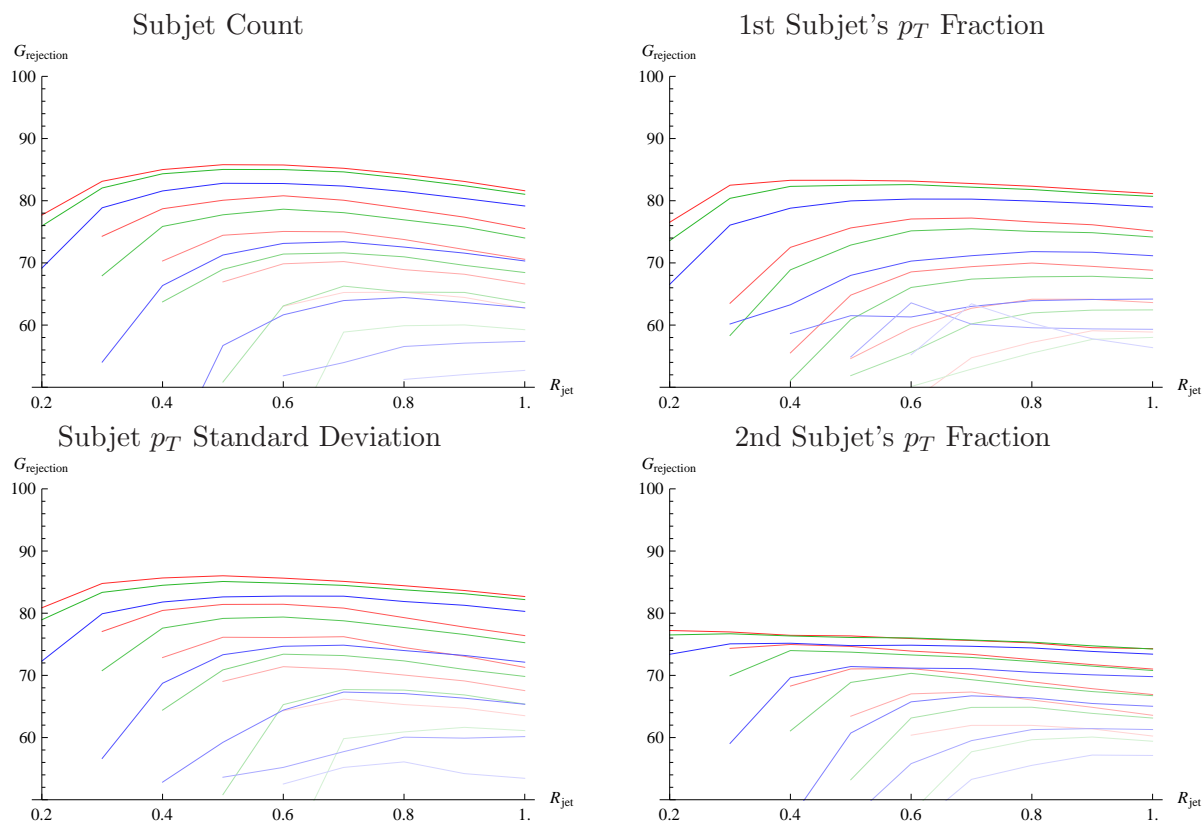 Subjet Count
G_rejection
100
90
80
70
60
0.2 0.4 0.6 0.8 1.
R_jet
1st Subjet's p_T Fraction
G_rejection
100
90
80
70
60
0.2 0.4 0.6 0.8 1.
R_jet
Subjet p_T Standard Deviation
G_rejection
100
90
80
70
60
0.2 0.4 0.6 0.8 1.
R_jet
2nd Subjet's p_T Fraction
G_rejection
100
90
80
70
60
0.2 0.4 0.6 0.8 1.
R_jet